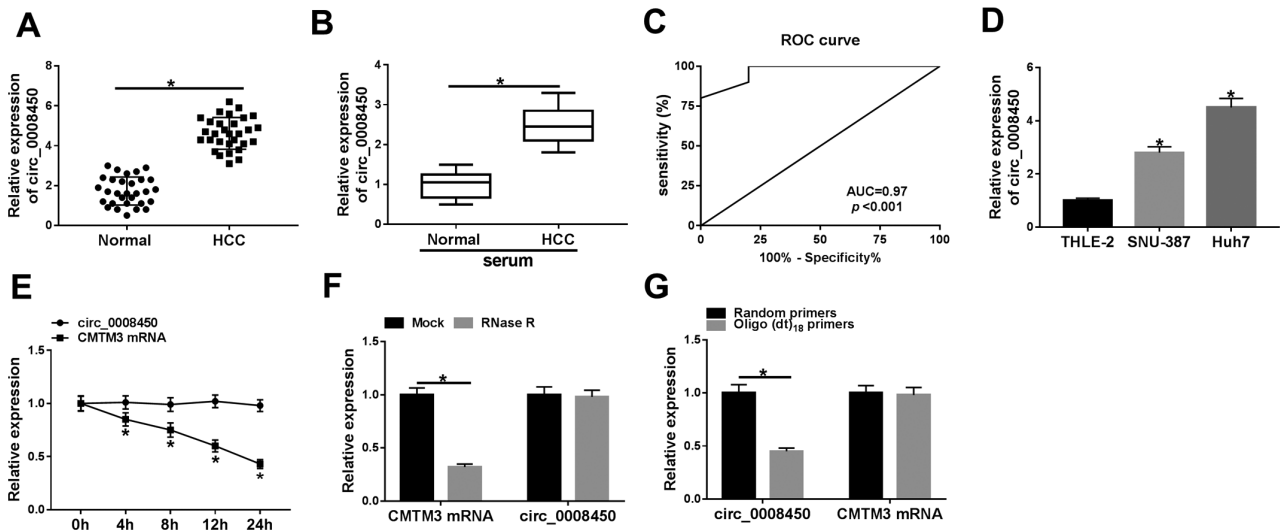 A
Relative expression
of circ_0008450
8
6
4
2
0
*
Normal
HCC
B
Relative expression
of circ_0008450
4
3
2
1
0
*
Normal
HCC
serum
C
ROC curve
sensitivity (%)
100
75
50
25
0
AUC=0.97
p <0.001
0
25
50
75
100
100% - Specificity%
D
Relative expression
of circ_0008450
6
4
2
0
*
*
THLE-2
SNU-387
Huh7
E
circ_0008450
CMTM3 mRNA
Relative expression
1.5
1.0
0.5
0.0
*
*
*
*
0h
4h
8h
12h
24h
F
Mock
RNase R
Relative expression
1.5
1.0
0.5
0.0
*
CMTM3 mRNA
circ_0008450
G
Random primers
Oligo (dt)18 primers
Relative expression
1.5
1.0
0.5
0.0
*
circ_0008450
CMTM3 mRNA